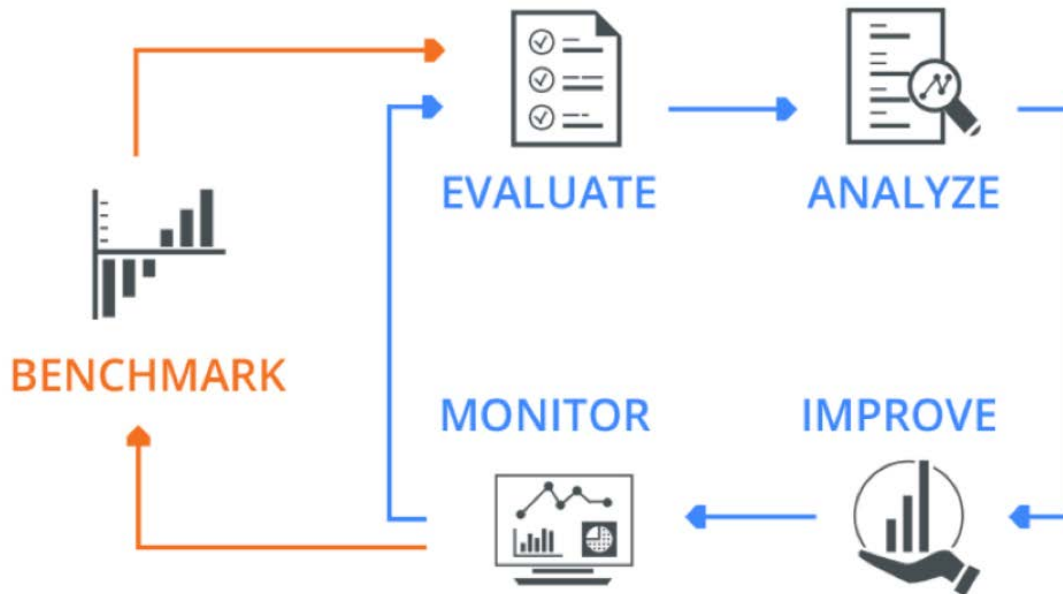 EVALUATE
ANALYZE
BENCHMARK
MONITOR
IMPROVE